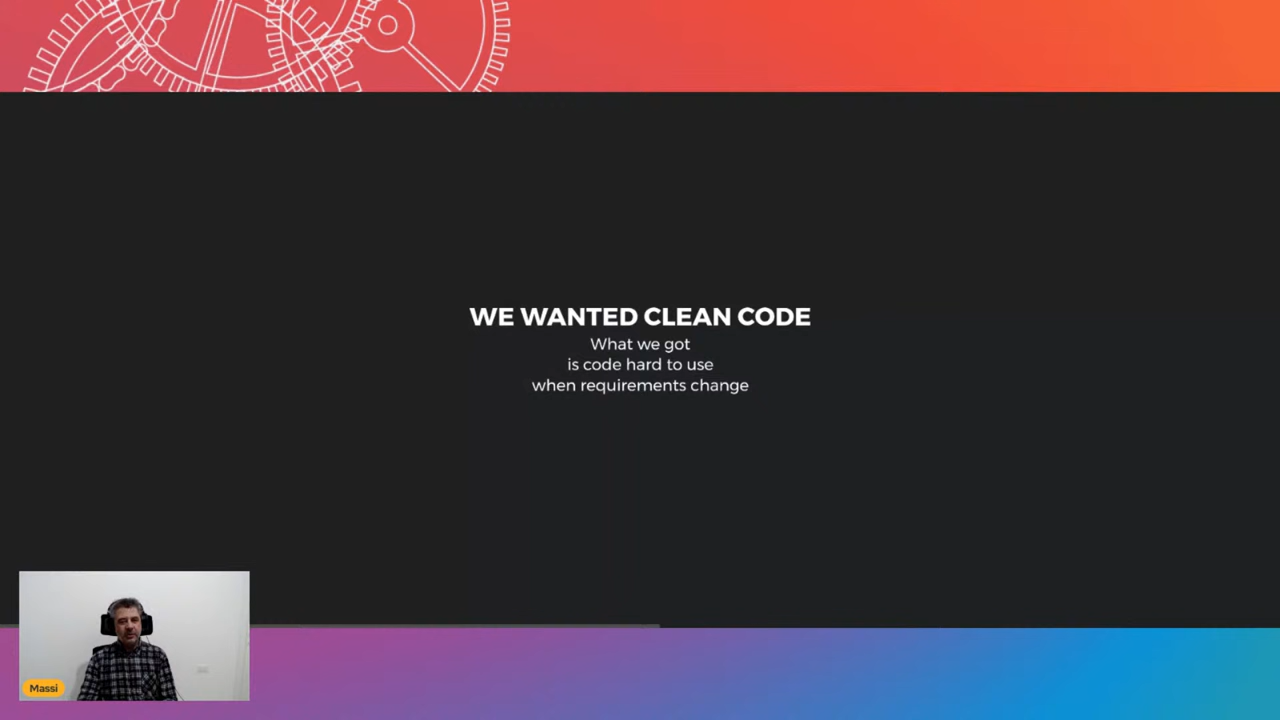 WE WANTED CLEAN CODE
What we got
is code hard to use
when requirements change
Massi